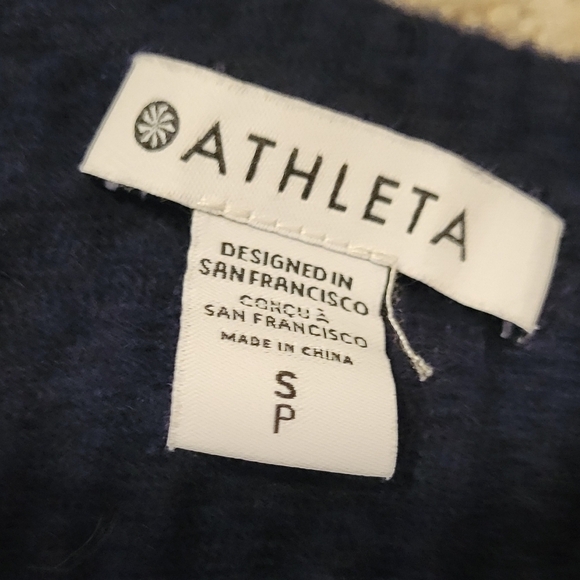 ATHLETA
DESIGNED IN
SAN FRANCISCO
CONÇU À
SAN FRANCISCO
MADE IN CHINA
S
P